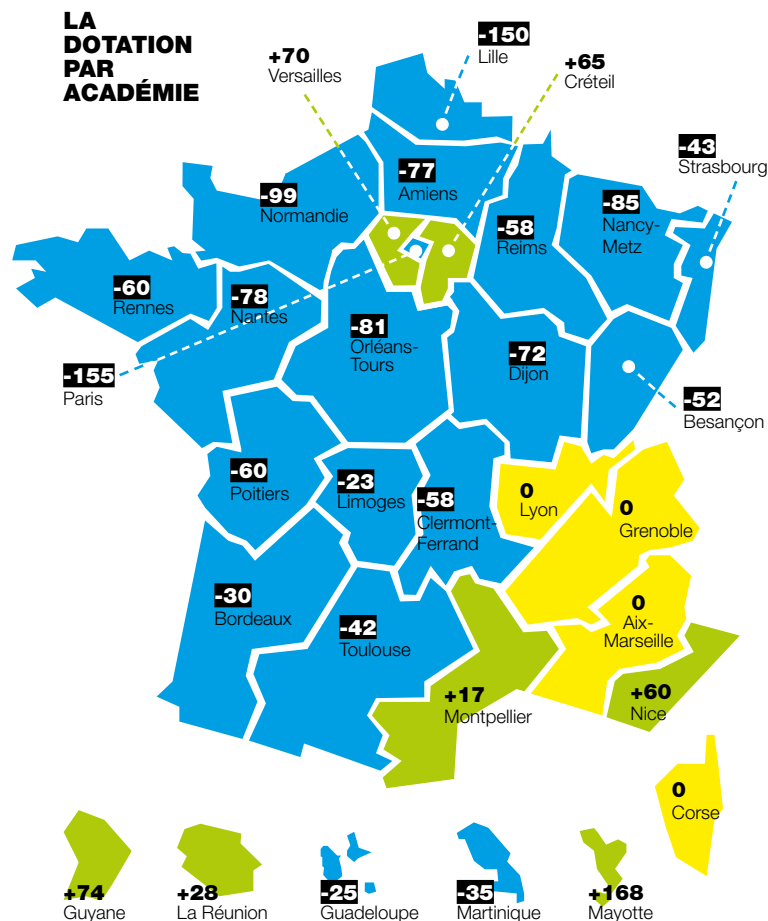 LA
DOTATION
PAR
ACADÉMIE
-150
Lille
+70
Versailles
+65
Créteil
-43
Strasbourg
-77
Amiens
-99
Normandie
-58
Reims
-85
Nancy-
Metz
-60
Rennes
-78
Nantes
-81
Orléans-
Tours
-72
Dijon
-155
Paris
-52
Besançon
-60
Poitiers
-23
Limoges
-58
Clermont-
Ferrand
0
Lyon
0
Grenoble
-30
Bordeaux
-42
Toulouse
0
Aix-
Marseille
+17
Montpellier
+60
Nice
0
Corse
+74
Guyane
+28
La Réunion
-25
Guadeloupe
-35
Martinique
+168
Mayotte